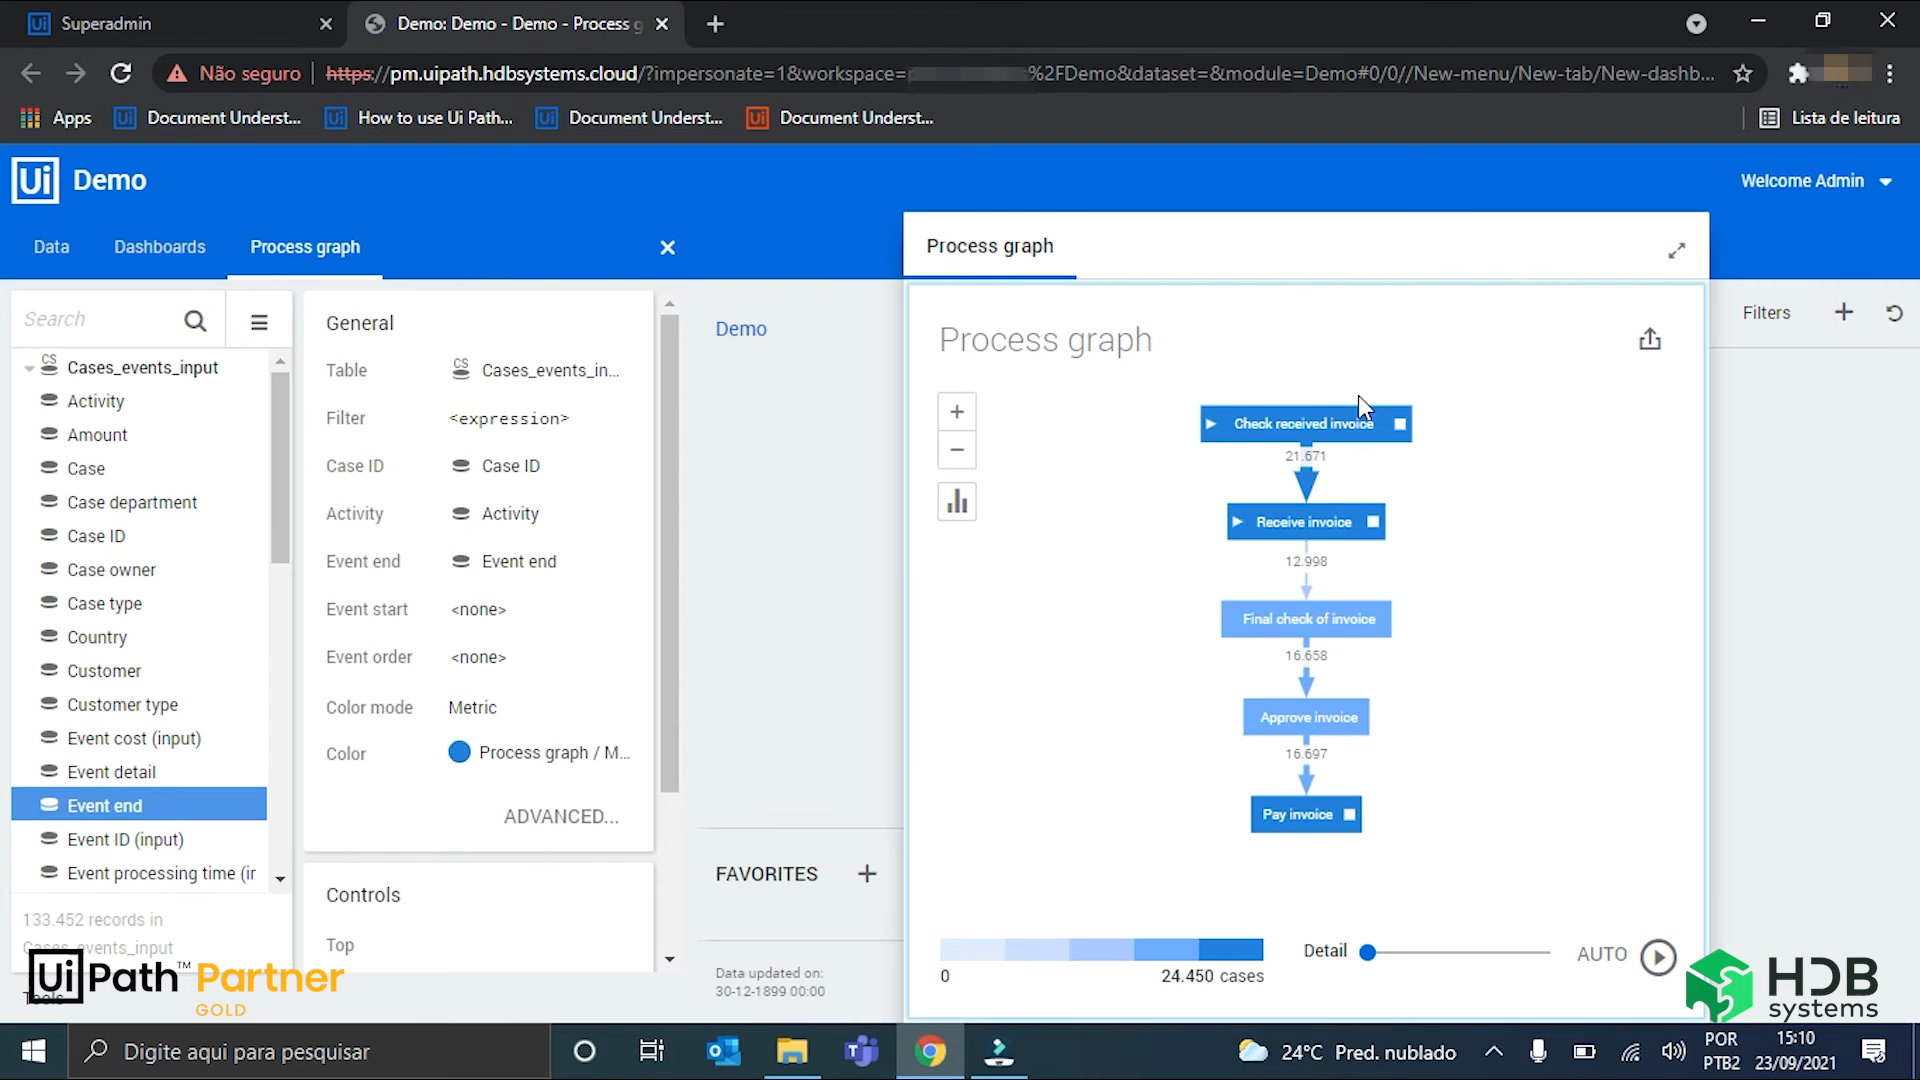 Superadmin
Demo: Demo - Demo - Process g
Não seguro
https://pm.uipath.hdbsystems.cloud/?impersonate=1&workspace=
%2FDemo&dataset=&module=Demo#0/0//New-menu/New-tab/New-dashb...
Apps
Document Underst...
How to use Ui Path...
Document Underst...
Document Underst...
Lista de leitura
Ui Demo
Welcome Admin
Data
Dashboards
Process graph
Process graph
Search
Cases_events_input
Activity
Amount
Case
Case department
Case ID
Case owner
Case type
Country
Customer
Customer type
Event cost (input)
Event detail
Event end
Event ID (input)
Event processing time (ir
133.452 records in
Cases_events_input
Tools
General
Table
Cases_events_in...
Filter
<expression>
Case ID
Case ID
Activity
Activity
Event end
Event end
Event start
<none>
Event order
<none>
Color mode
Metric
Color
Process graph / M...
ADVANCED...
Controls
Top
Demo
FAVORITES
Data updated on:
30-12-1899 00:00
Process graph
Check received invoice
21.671
Receive invoice
12.998
Final check of invoice
16.658
Approve invoice
16.697
Pay invoice
0
24.450 cases
Detail
AUTO
Filters
UiPath™ Partner
GOLD
HDB
systems
Digite aqui para pesquisar
24°C Pred. nublado
POR
PTB2
15:10
23/09/2021